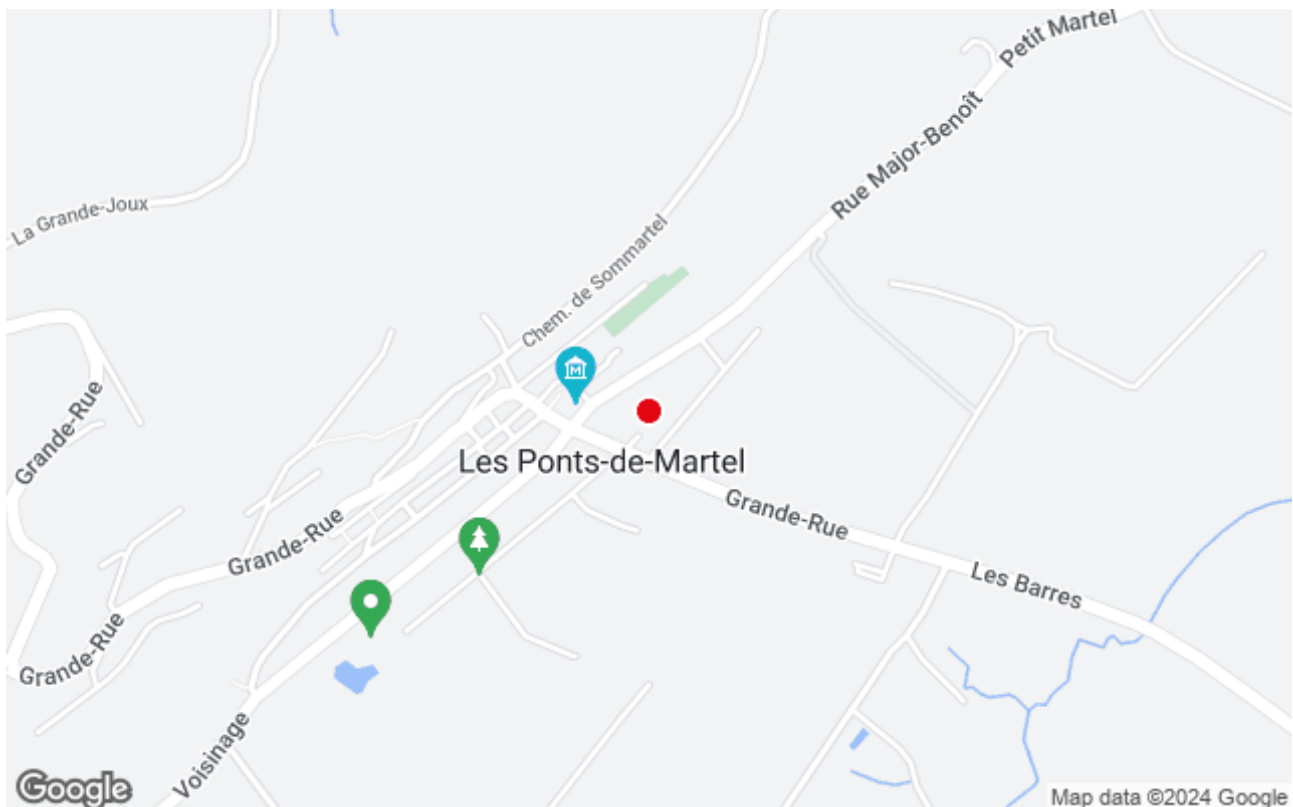 Petit Martel
Rue Major-Benoît
La Grande-Joux
Chem. de Sommartel
M
Grande-Rue
Les Ponts-de-Martel
Grande-Rue
Grande-Rue
Les Barres
Grande-Rue
Voisinage
Google
Map data ©2024 Google